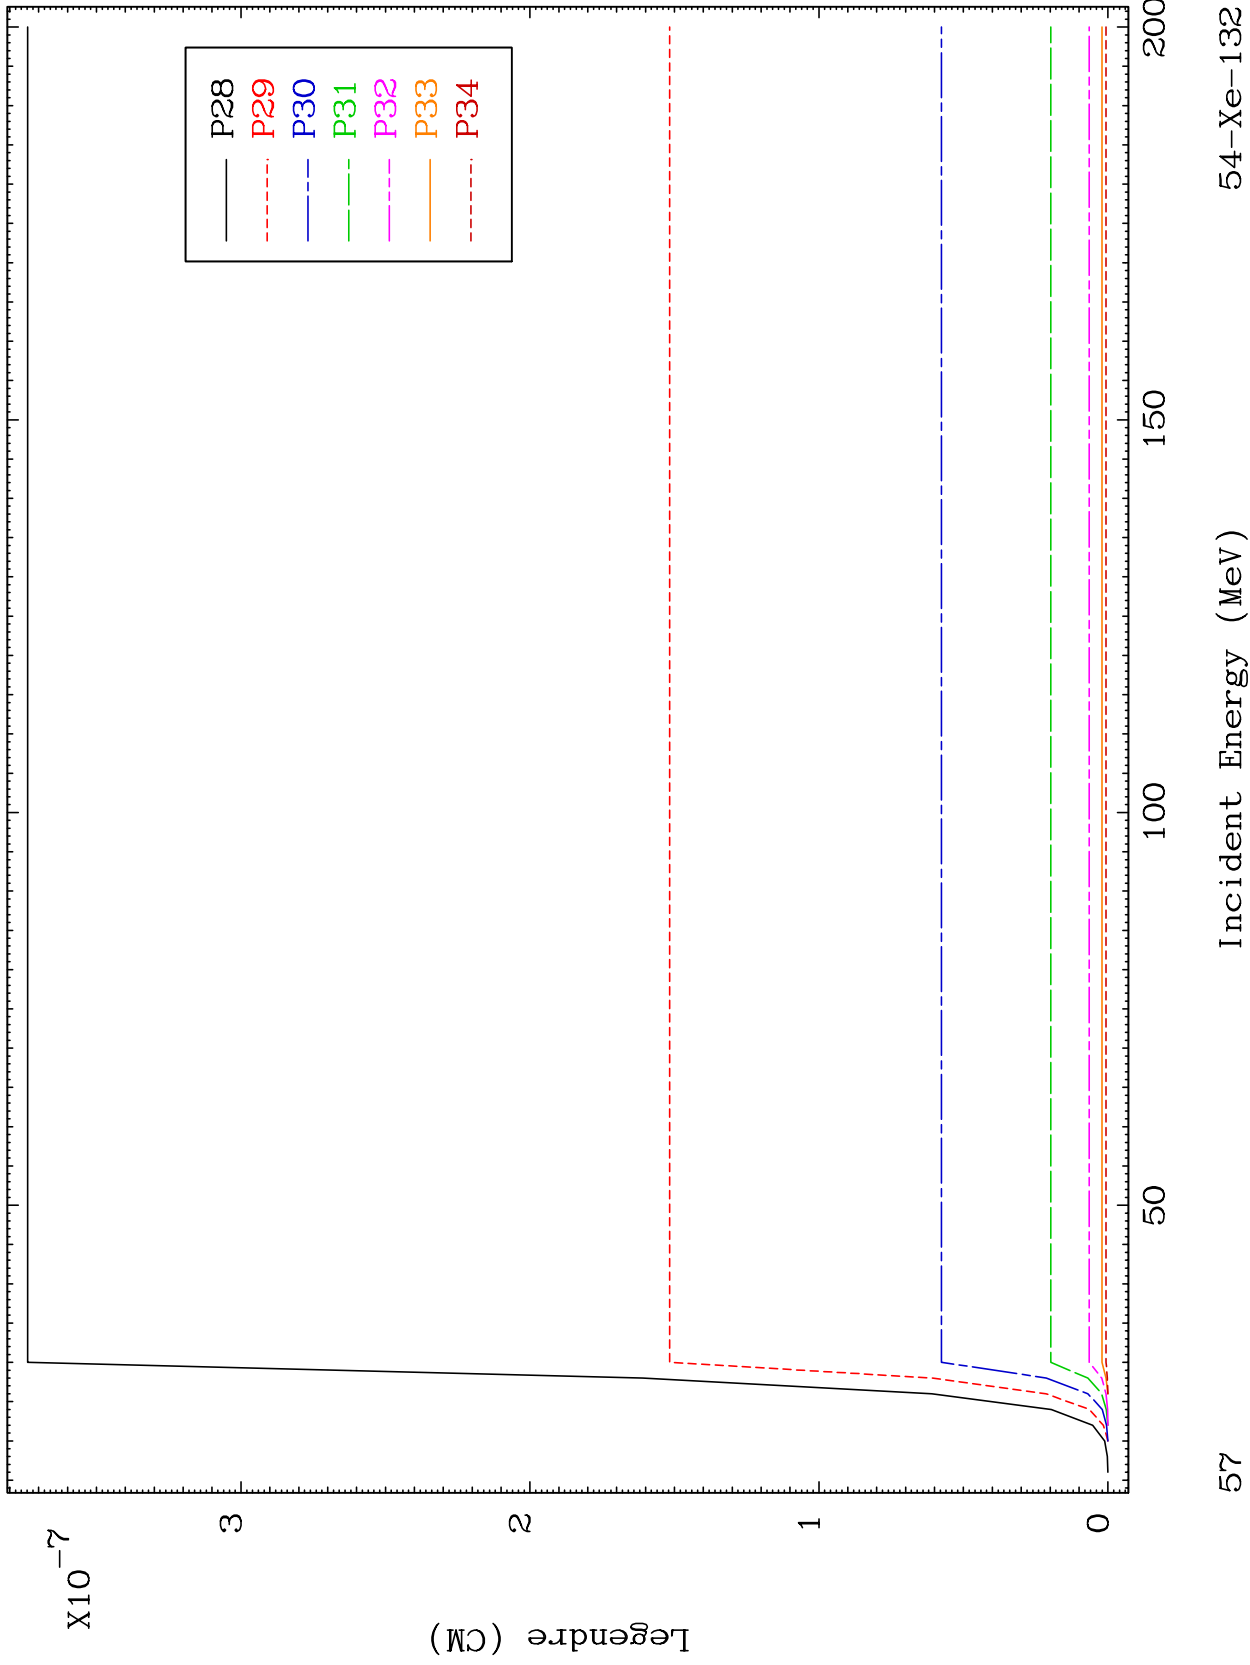 X10-7
3
2
1
0
Legendre (CM)
P28
P29
P30
P31
P32
P33
P34
50
100
150
200
57
Incident Energy (MeV)
54-Xe-132